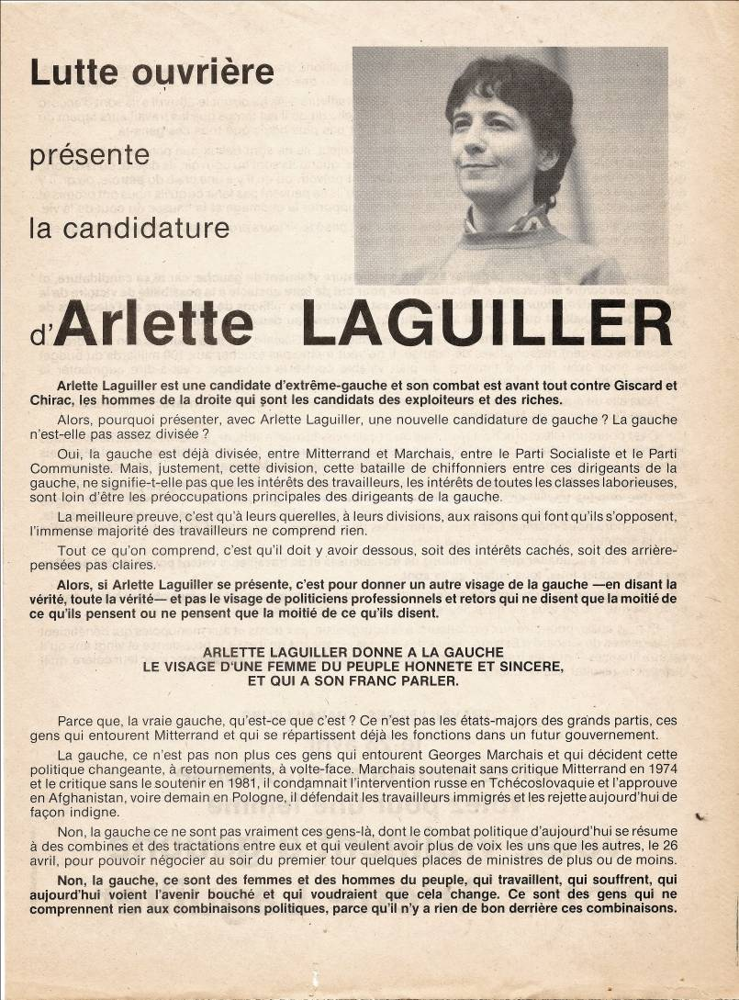 Lutte ouvrière
présente
la candidature
d'Arlette LAGUILLER
Arlette Laguiller est une candidate d'extrême-gauche et son combat est avant tout contre Giscard et
Chirac, les hommes de la droite qui sont les candidats des exploiteurs et des riches.
Alors, pourquoi présenter, avec Arlette Laguiller, une nouvelle candidature de gauche ? La gauche
n'est-elle pas assez divisée ?
Oui, la gauche est déjà divisée, entre Mitterrand et Marchais, entre le Parti Socialiste et le Parti
Communiste. Mais, justement, cette division, cette bataille de chiffonniers entre ces dirigeants de la
gauche, ne signifie-t-elle pas que les intérêts des travailleurs, les intérêts de toutes les classes laborieuses,
sont loin d'être les préoccupations principales des dirigeants de la gauche.
La meilleure preuve, c'est qu'à leurs querelles, à leurs divisions, aux raisons qui font qu'ils s'opposent,
l'immense majorité des travailleurs ne comprend rien.
Tout ce qu'on comprend, c'est qu'il doit y avoir dessous, soit des intérêts cachés, soit des arrière-
pensées pas claires.
Alors, si Arlette Laguiller se présente, c'est pour donner un autre visage de la gauche —en disant la
vérité, toute la vérité— et pas le visage de politiciens professionnels et retors qui ne disent que la moitié de
ce qu'ils pensent ou ne pensent que la moitié de ce qu'ils disent.
ARLETTE LAGUILLER DONNE A LA GAUCHE
LE VISAGE D'UNE FEMME DU PEUPLE HONNETE ET SINCERE,
ET QUI A SON FRANC PARLER.
Parce que, la vraie gauche, qu'est-ce que c'est ? Ce n'est pas les états-majors des grands partis, ces
gens qui entourent Mitterrand et qui se répartissent déjà les fonctions dans un futur gouvernement.
La gauche, ce n'est pas non plus ces gens qui entourent Georges Marchais et qui décident cette
politique changeante, à retournements, à volte-face. Marchais soutenait sans critique Mitterrand en 1974
et le critique sans le soutenir en 1981, il condamnait l'intervention russe en Tchécoslovaquie et l'approuve
en Afghanistan, voire demain en Pologne, il défendait les travailleurs immigrés et les rejette aujourd'hui de
façon indigne.
Non, la gauche ce ne sont pas vraiment ces gens-là, dont le combat politique d'aujourd'hui se résume
à des combines et des tractations entre eux et qui veulent avoir plus de voix les uns que les autres, le 26
avril, pour pouvoir négocier au soir du premier tour quelques places de ministres de plus ou de moins.
Non, la gauche, ce sont des femmes et des hommes du peuple, qui travaillent, qui souffrent, qui
aujourd'hui voient l'avenir bouché et qui voudraient que cela change. Ce sont des gens qui ne
comprennent rien aux combinaisons politiques, parce qu'il n'y a rien de bon derrière ces combinaisons.